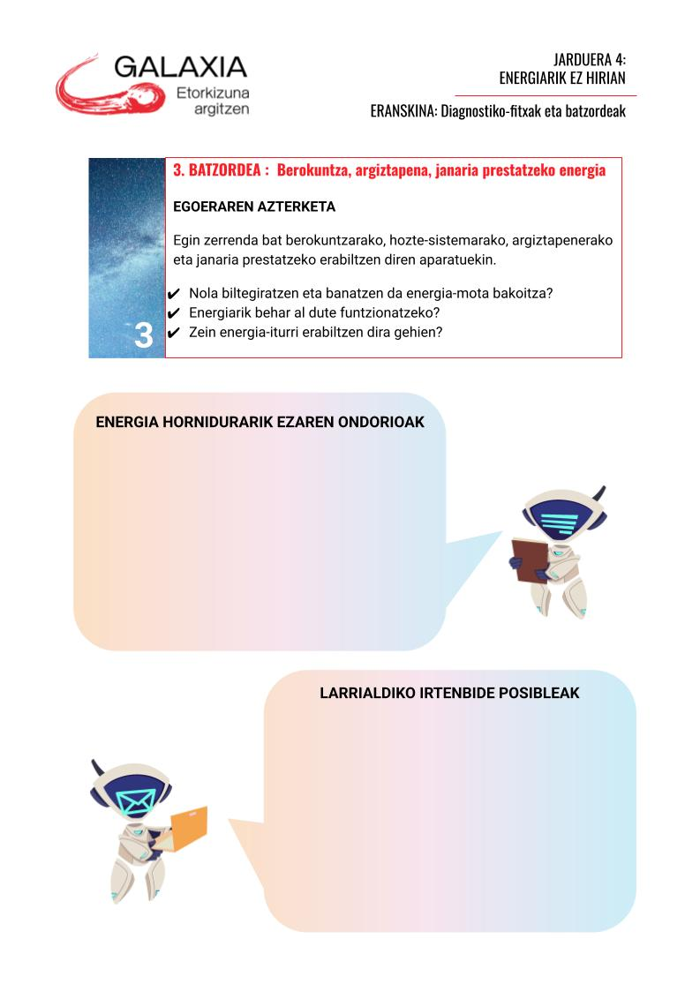 GALAXIA
Etorkizuna
argitzen
JARDUERA 4:
ENERGIARIK EZ HIRIAN
ERANSKINA: Diagnostiko-fitxak eta batzordeak
3. BATZORDEA : Berokuntza, argiztapena, janaria prestatzeko energia
EGOERAREN AZTERKETA
Egin zerrenda bat berokuntzarako, hozte-sistemarako, argiztapenerako
eta janaria prestatzeko erabiltzen diren aparatuekin.
✔ Nola biltegiratzen eta banatzen da energia-mota bakoitza?
✔ Energiarik behar al dute funtzionatzeko?
✔ Zein energia-iturri erabiltzen dira gehien?
3
ENERGIA HORNIDURARIK EZAREN ONDORIOAK
LARRIALDIKO IRTENBIDE POSIBLEAK